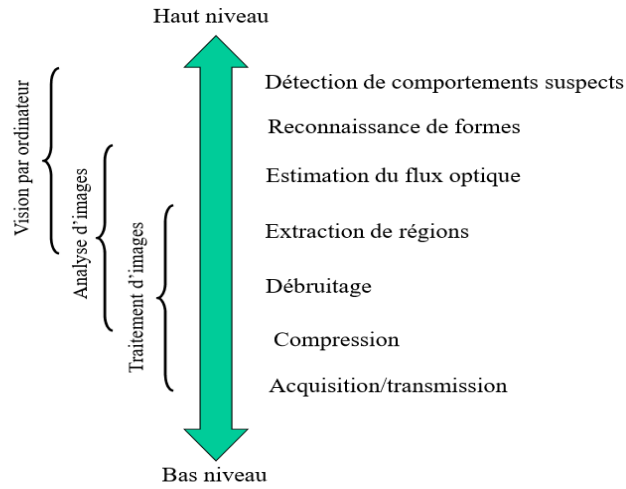 Haut niveau
Vision par ordinateur
Analyse d'images
Traitement d'images
Détection de comportements suspects
Reconnaissance de formes
Estimation du flux optique
Extraction de régions
Débruitage
Compression
Acquisition/transmission
Bas niveau